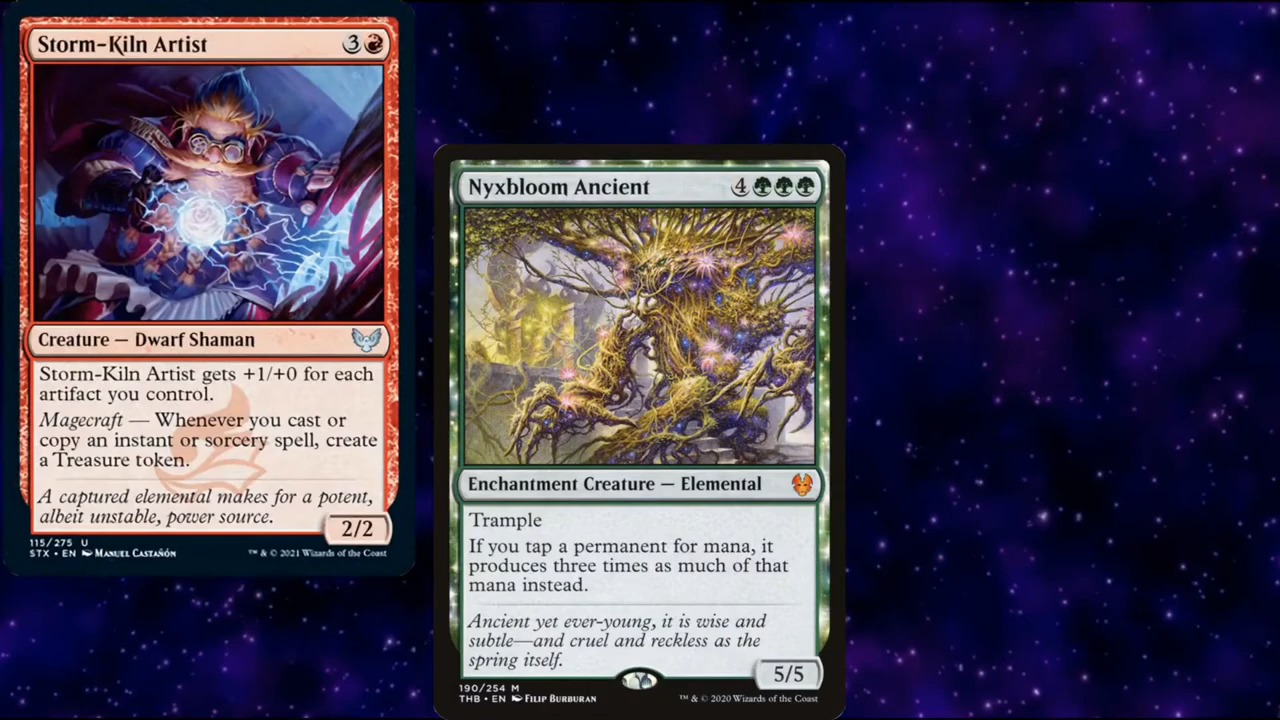 Storm-Kiln Artist 3
Creature — Dwarf Shaman
Storm-Kiln Artist gets +1/+0 for each
artifact you control.
Magecraft — Whenever you cast or
copy an instant or sorcery spell, create
a Treasure token.
A captured elemental makes for a potent,
albeit unstable, power source.
2/2
115/275 U
STX • EN Manuel Castañón
™ & © 2021 Wizards of the Coast
Nyxbloom Ancient 4
Enchantment Creature — Elemental
Trample
If you tap a permanent for mana, it
produces three times as much of that
mana instead.
Ancient yet ever-young, it is wise and
subtle—and cruel and reckless as the
spring itself.
5/5
190/254 M
THB • EN Filip Burburan
™ & © 2020 Wizards of the Coast